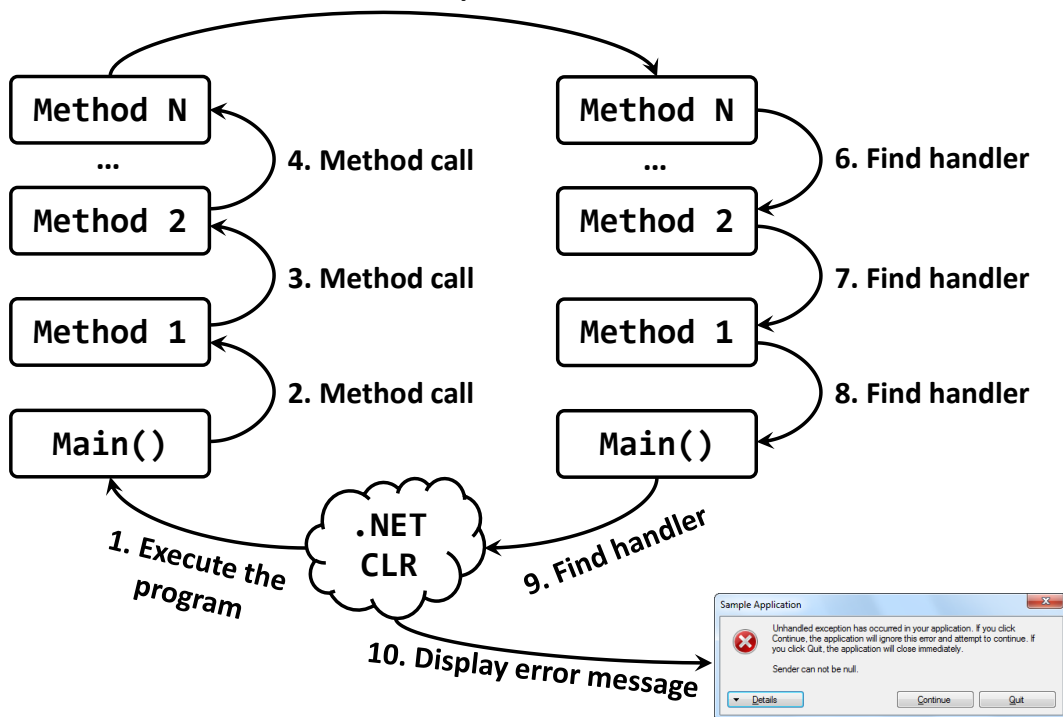 Method N
...
Method 2
Method 1
Main()
4. Method call
3. Method call
2. Method call
1. Execute the
program
.NET
CLR
Method N
...
Method 2
Method 1
Main()
6. Find handler
7. Find handler
8. Find handler
9. Find handler
10. Display error message
Sample Application
Unhandled exception has occurred in your application. If you click
Continue, the application will ignore this error and attempt to continue. If
you click Quit, the application will close immediately.
Sender can not be null.
Details
Continue
Quit